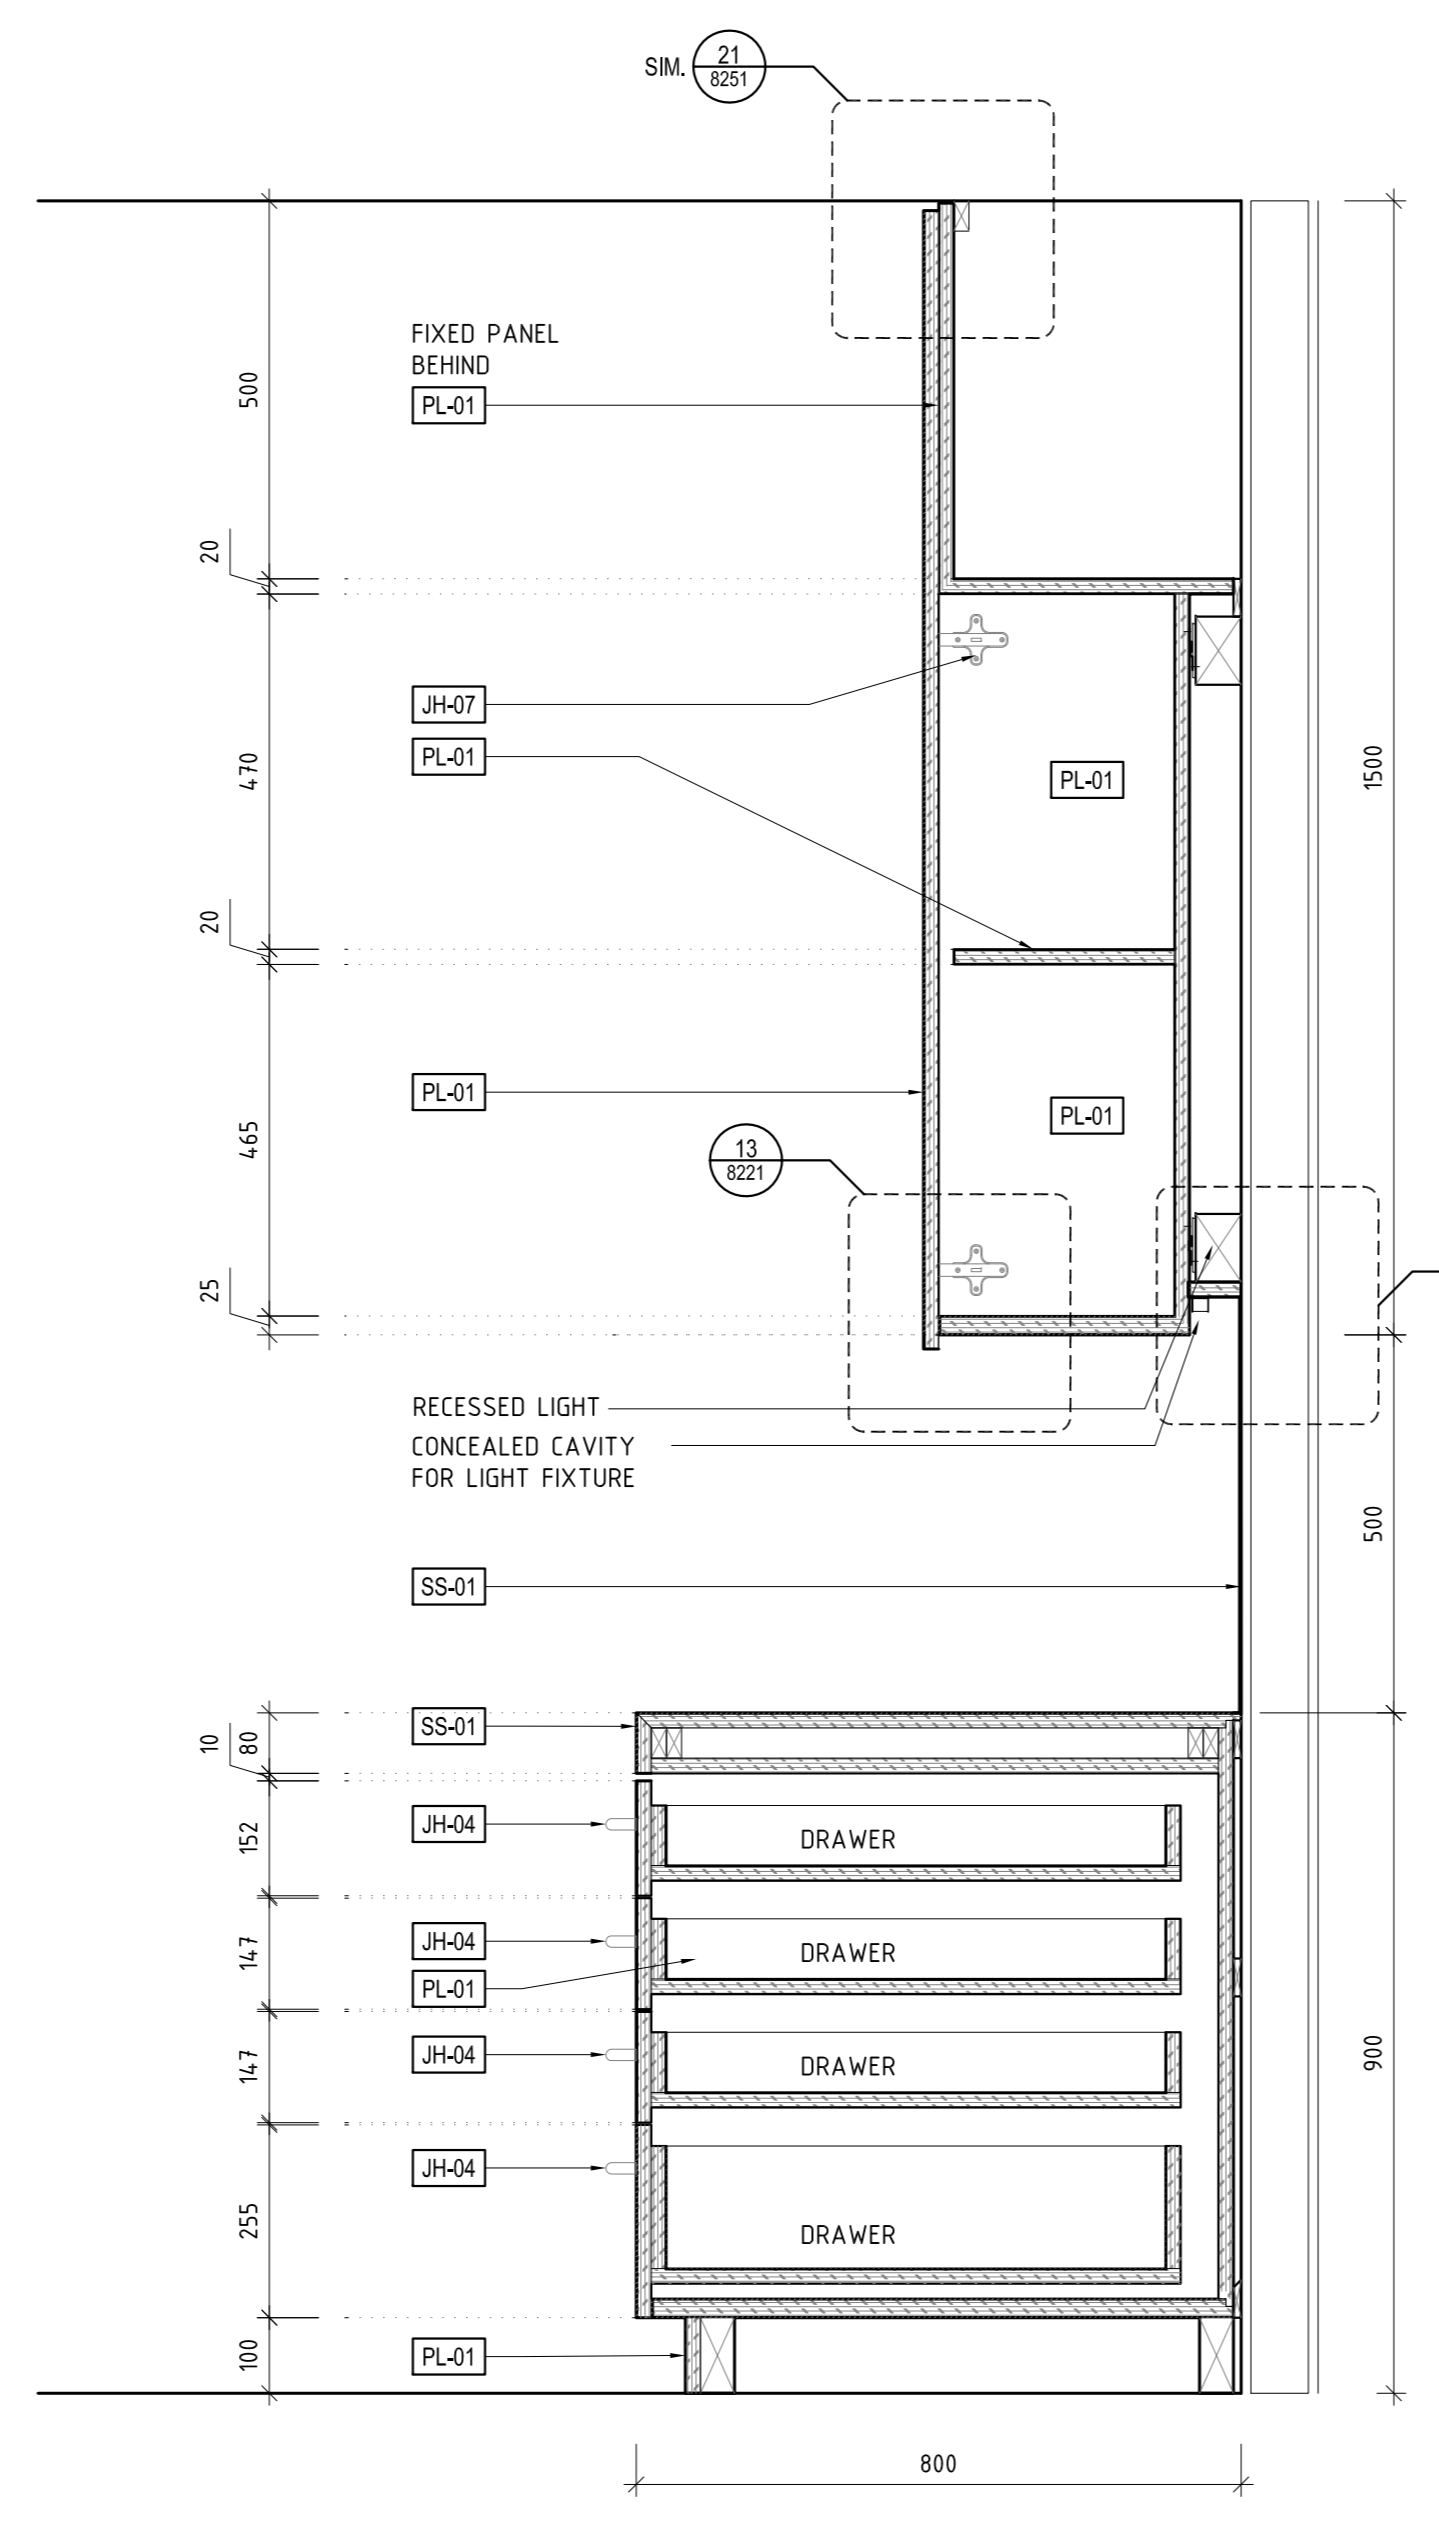 SIM.
21
8251
FIXED PANEL
BEHIND
PL-01
500
20
JH-07
PL-01
470
PL-01
1500
20
PL-01
PL-01
465
13
8221
25
RECESSED LIGHT
CONCEALED CAVITY
FOR LIGHT FIXTURE
500
SS-01
SS-01
10
80
JH-04
152
DRAWER
JH-04
147
DRAWER
PL-01
JH-04
147
DRAWER
900
JH-04
255
DRAWER
PL-01
100
800